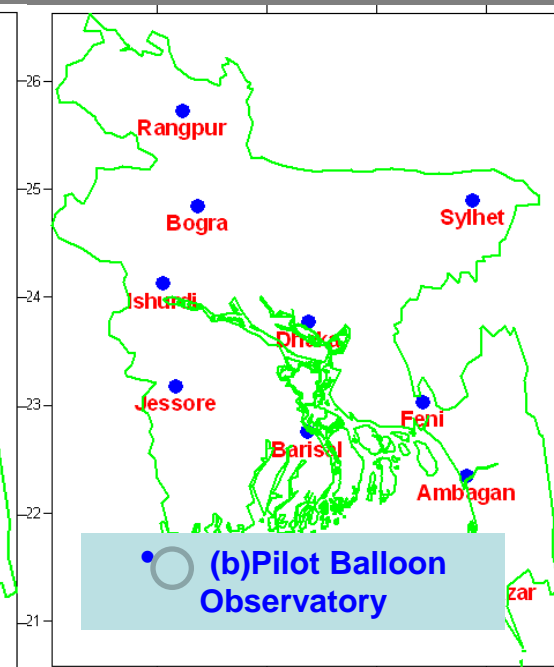 26
Rangpur
25
Bogra
Sylhet
24
Ishurdi
Dhaka
Jessore
23
Feni
Barisal
Ambagan
22
(b)Pilot Balloon
Observatory
zar
21